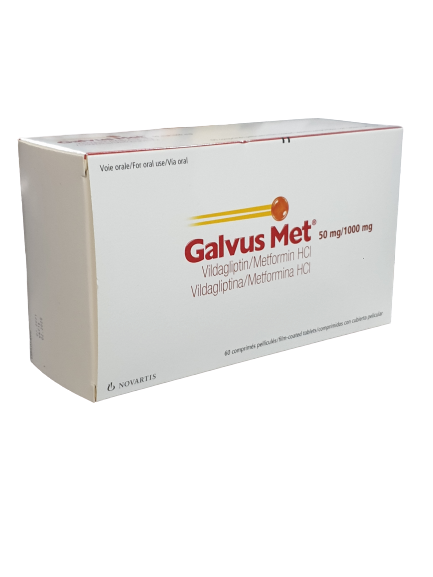 Voie orale/For oral use/Vía oral
Galvus Met® 50 mg/1000 mg
Vildagliptin/Metformin HCl
Vildagliptina/Metformina HCl
60 comprimés pelliculés/film-coated tablets/comprimidos con cubierta pelicular
NOVARTIS